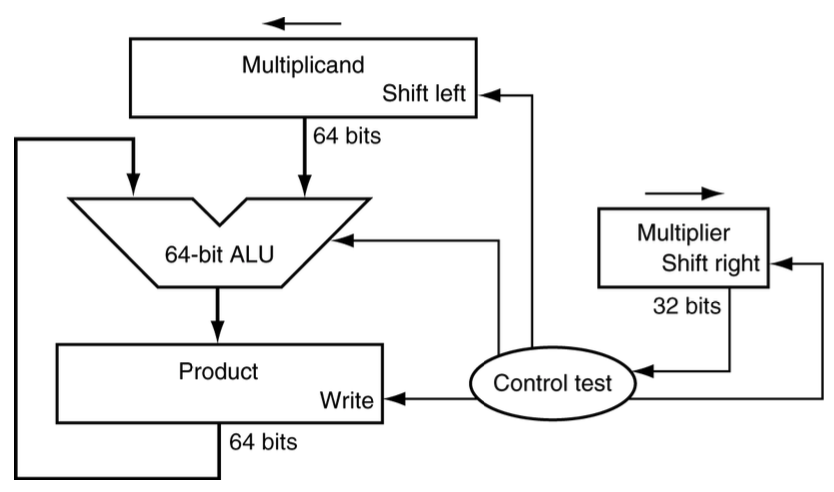 Multiplicand
Shift left
64 bits
64-bit ALU
Multiplier
Shift right
32 bits
Product
Write
Control test
64 bits